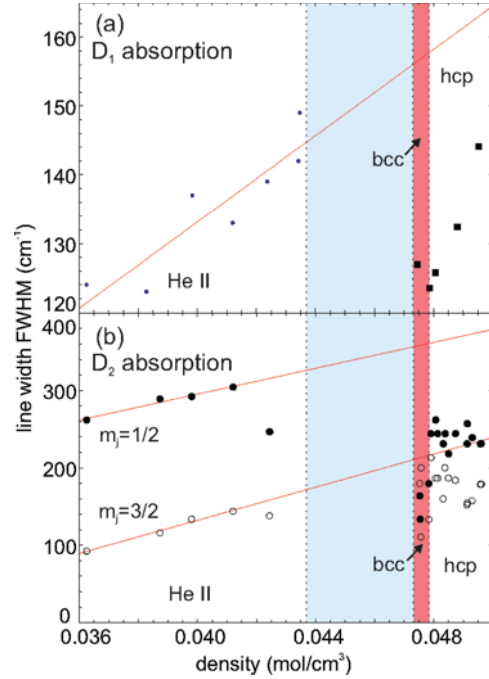 165
(a)
D₁ absorption
hcp
150
bcc
140
130
He II
120
line width FWHM (cm⁻¹)
400
(b)
D₂ absorption
300
mⱼ=1/2
200
mⱼ=3/2
100
bcc
He II
hcp
0
0.036
0.040
0.044
0.048
density (mol/cm³)